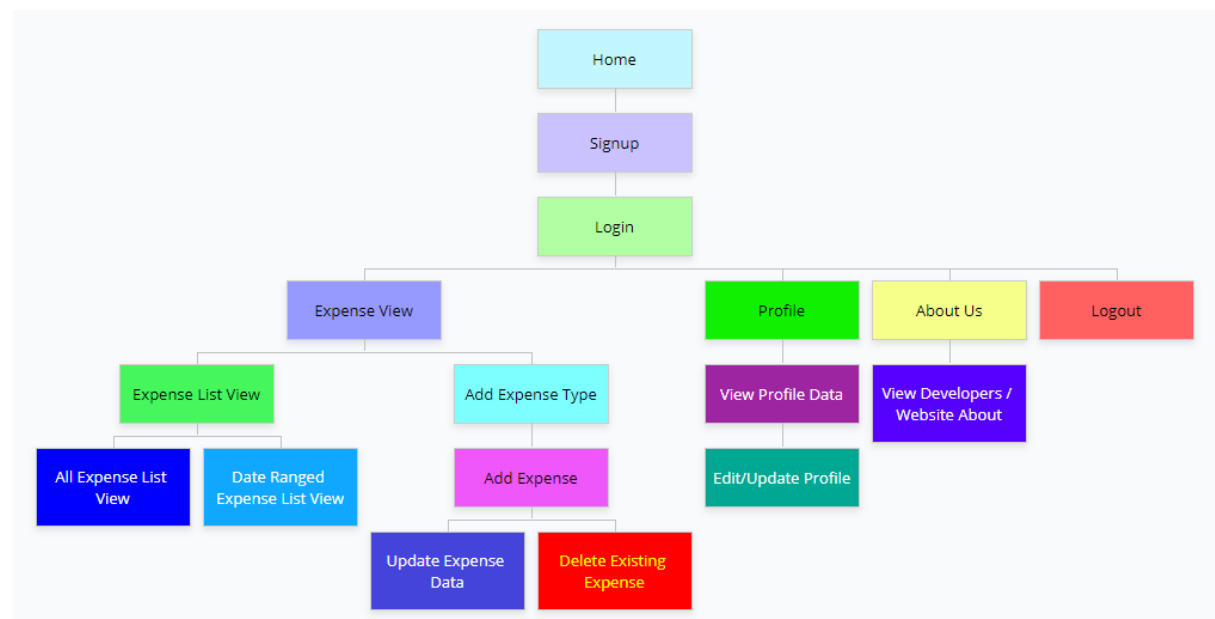 Home
Signup
Login
Expense View
Profile
About Us
Logout
Expense List View
Add Expense Type
View Profile Data
View Developers /
Website About
All Expense List
View
Date Ranged
Expense List View
Add Expense
Edit/Update Profile
Update Expense
Data
Delete Existing
Expense